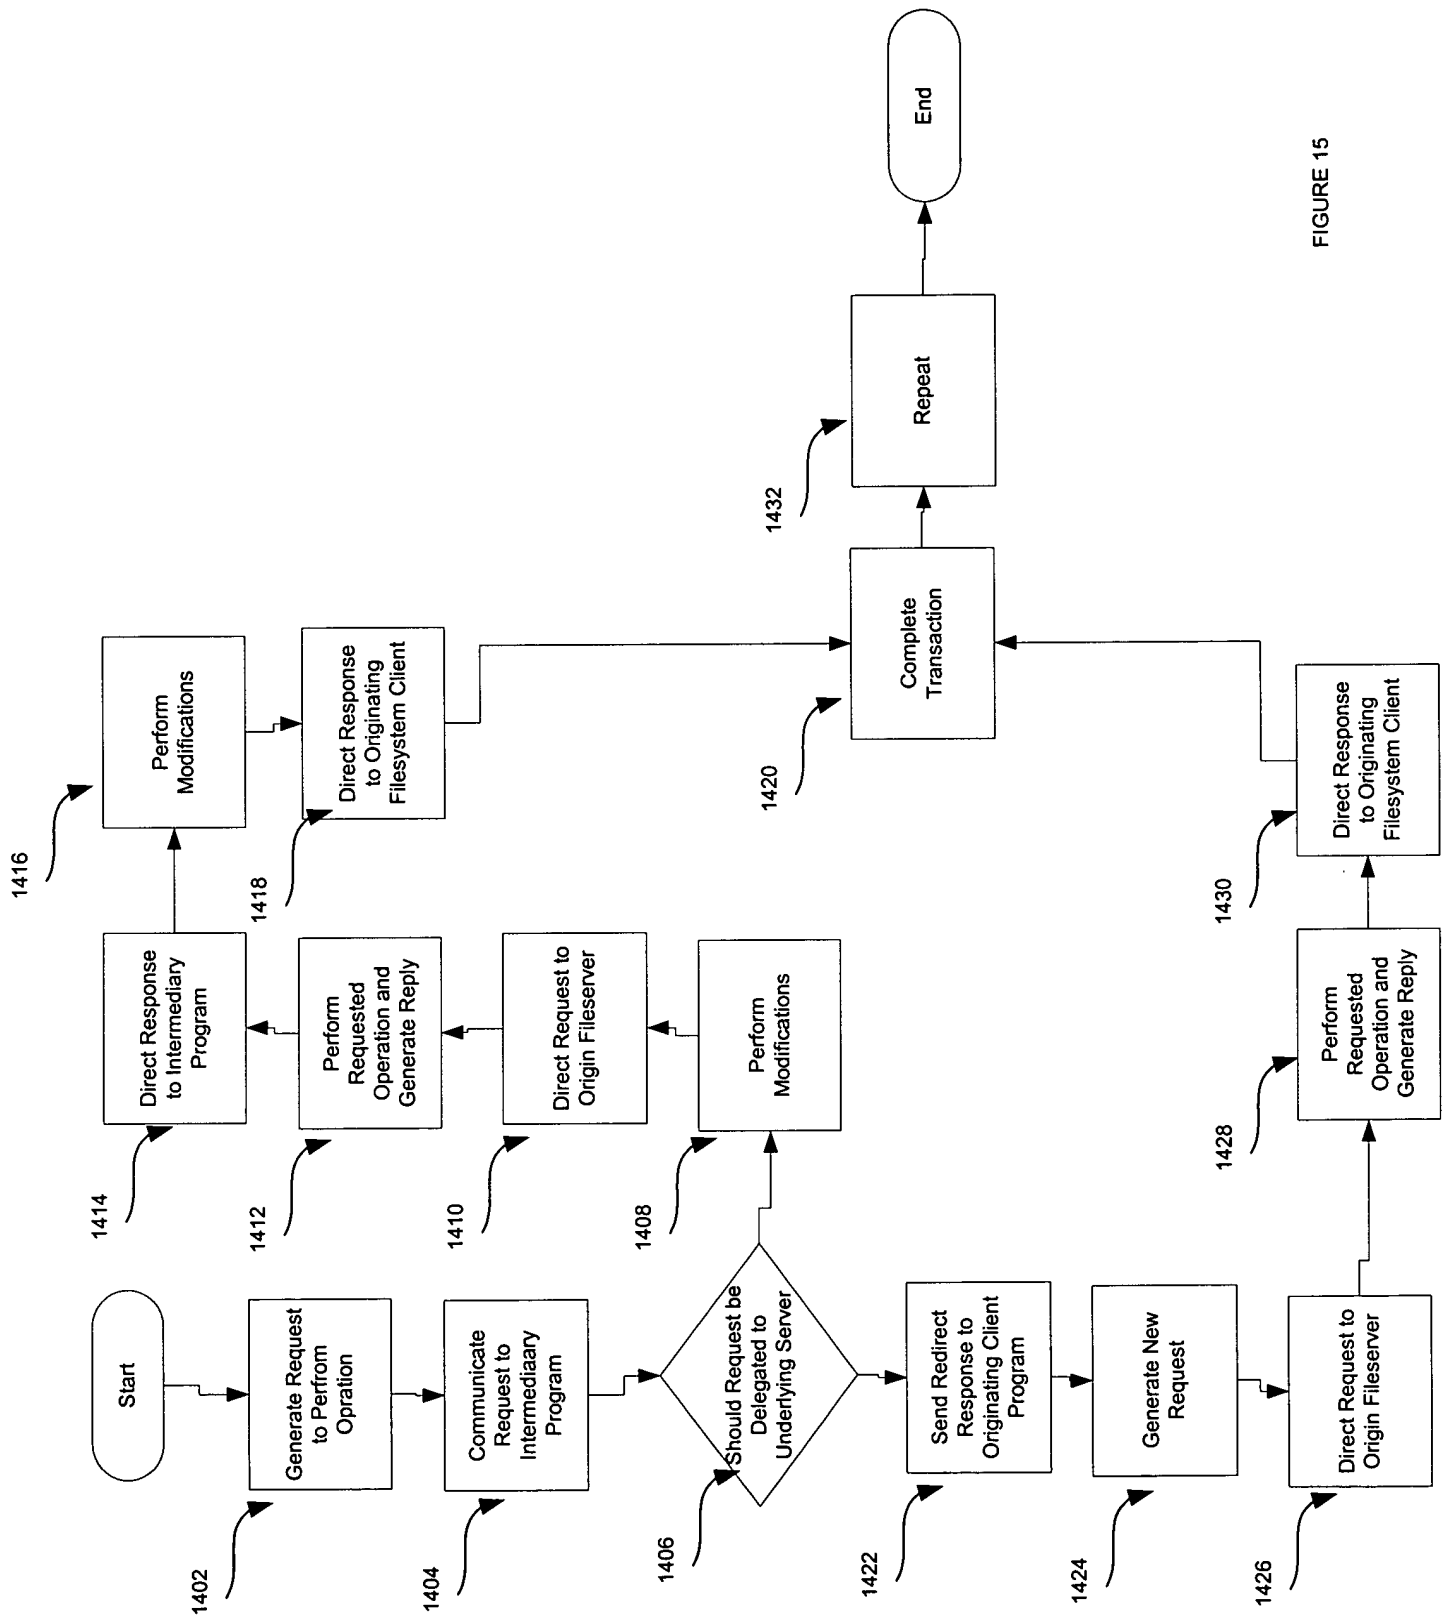 Start
1402
Generate Request
to Perfrom
Opration
1404
Communicate
Request to
Intermediaary
Program
1406
Should Request be
Delegated to
Underlying Server
1408
Perform
Modifications
1410
Direct Request to
Origin Fileserver
1412
Perform
Requested
Operation and
Generate Reply
1414
Direct Response
to Intermediary
Program
1416
Perform
Modifications
1418
Direct Response
to Originating
Filesystem Client
1420
Complete
Transaction
1422
Send Redirect
Response to
Originating Client
Program
1424
Generate New
Request
1426
Direct Request to
Origin Fileserver
1428
Perform
Requested
Operation and
Generate Reply
1430
Direct Response
to Originating
Filesystem Client
1432
Repeat
End
FIGURE 15